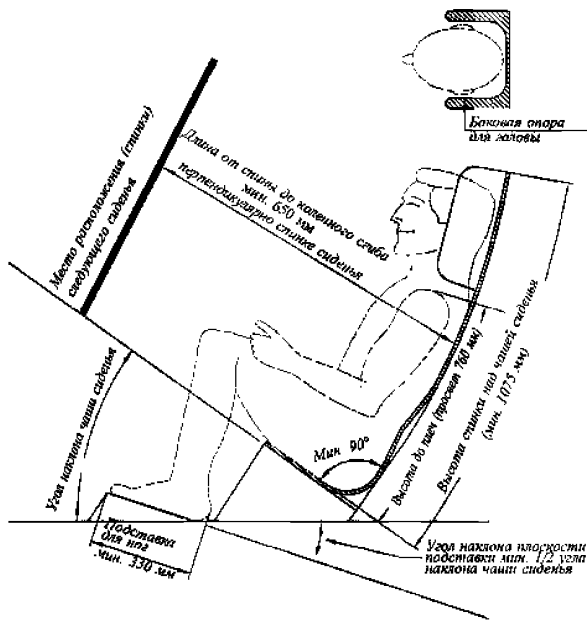 Боковая опора
для головы
Место расположения (спинки)
следующего сиденья
Длина от спины до коленного сгиба
мин. 650 мм
перпендикулярно спинке сиденья
Угол наклона чаши сиденья
Мин 90°
Высота до плеч (просвет 760 мм)
Высота спинки над чашей сиденья
(мин. 1075 мм)
Подставка
для ног
мин. 330 мм
Угол наклона плоскости
подставки мин. 1/2 угла
наклона чаши сиденья